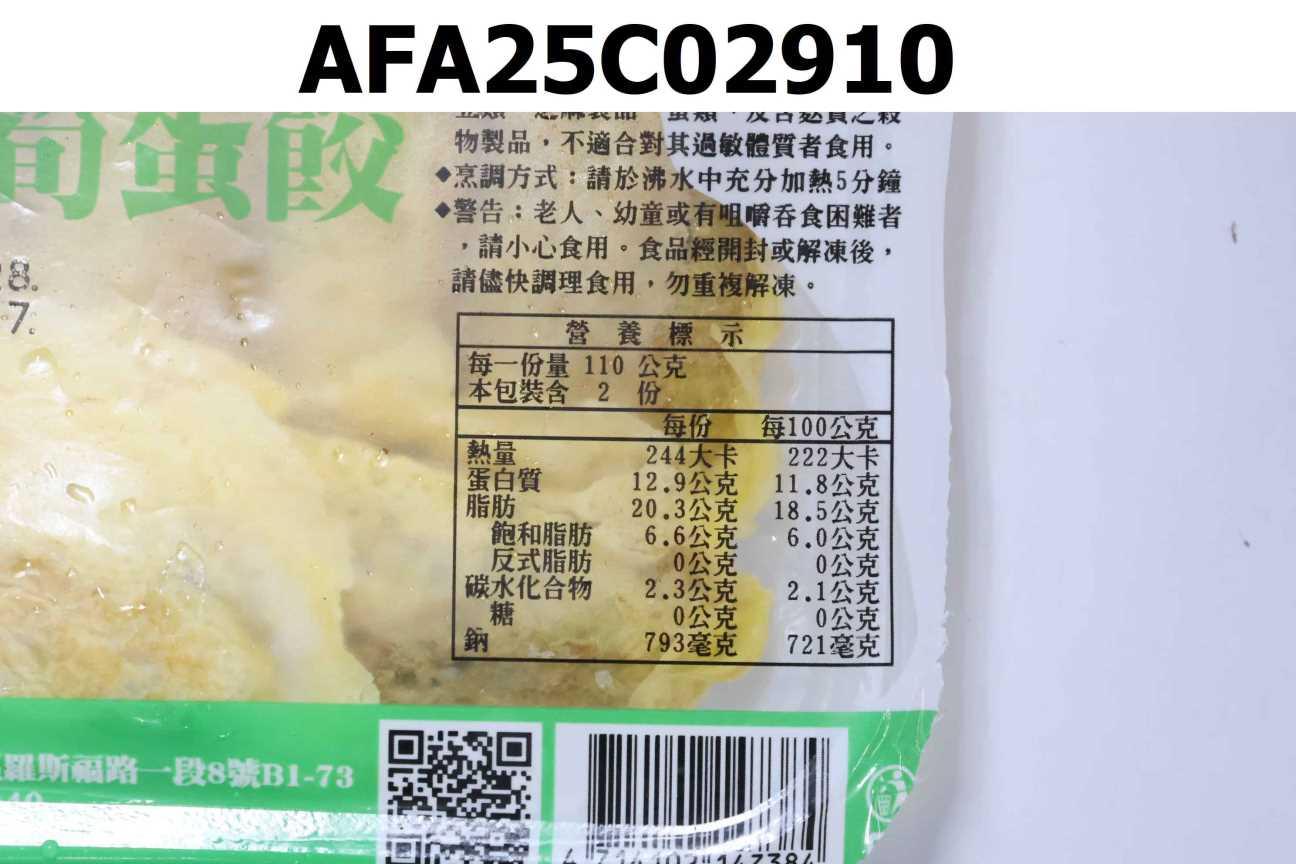 AFA25C02910
物製品，不適合對其過敏體質者食用。
◆烹調方式：請於沸水中充分加熱5分鐘
◆警告：老人、幼童或有咀嚼吞食困難者
，請小心食用。食品經開封或解凍後，
請儘快調理食用，勿重複解凍。
蛋餃
8.
7.
營養標示
每一份量 110 公克
本包裝含 2 份
每份 每100公克
熱量 244大卡 222大卡
蛋白質 12.9公克 11.8公克
脂肪 20.3公克 18.5公克
飽和脂肪 6.6公克 6.0公克
反式脂肪 0公克 0公克
碳水化合物 2.3公克 2.1公克
糖 0公克 0公克
鈉 793毫克 721毫克
羅斯福路一段8號B1-73